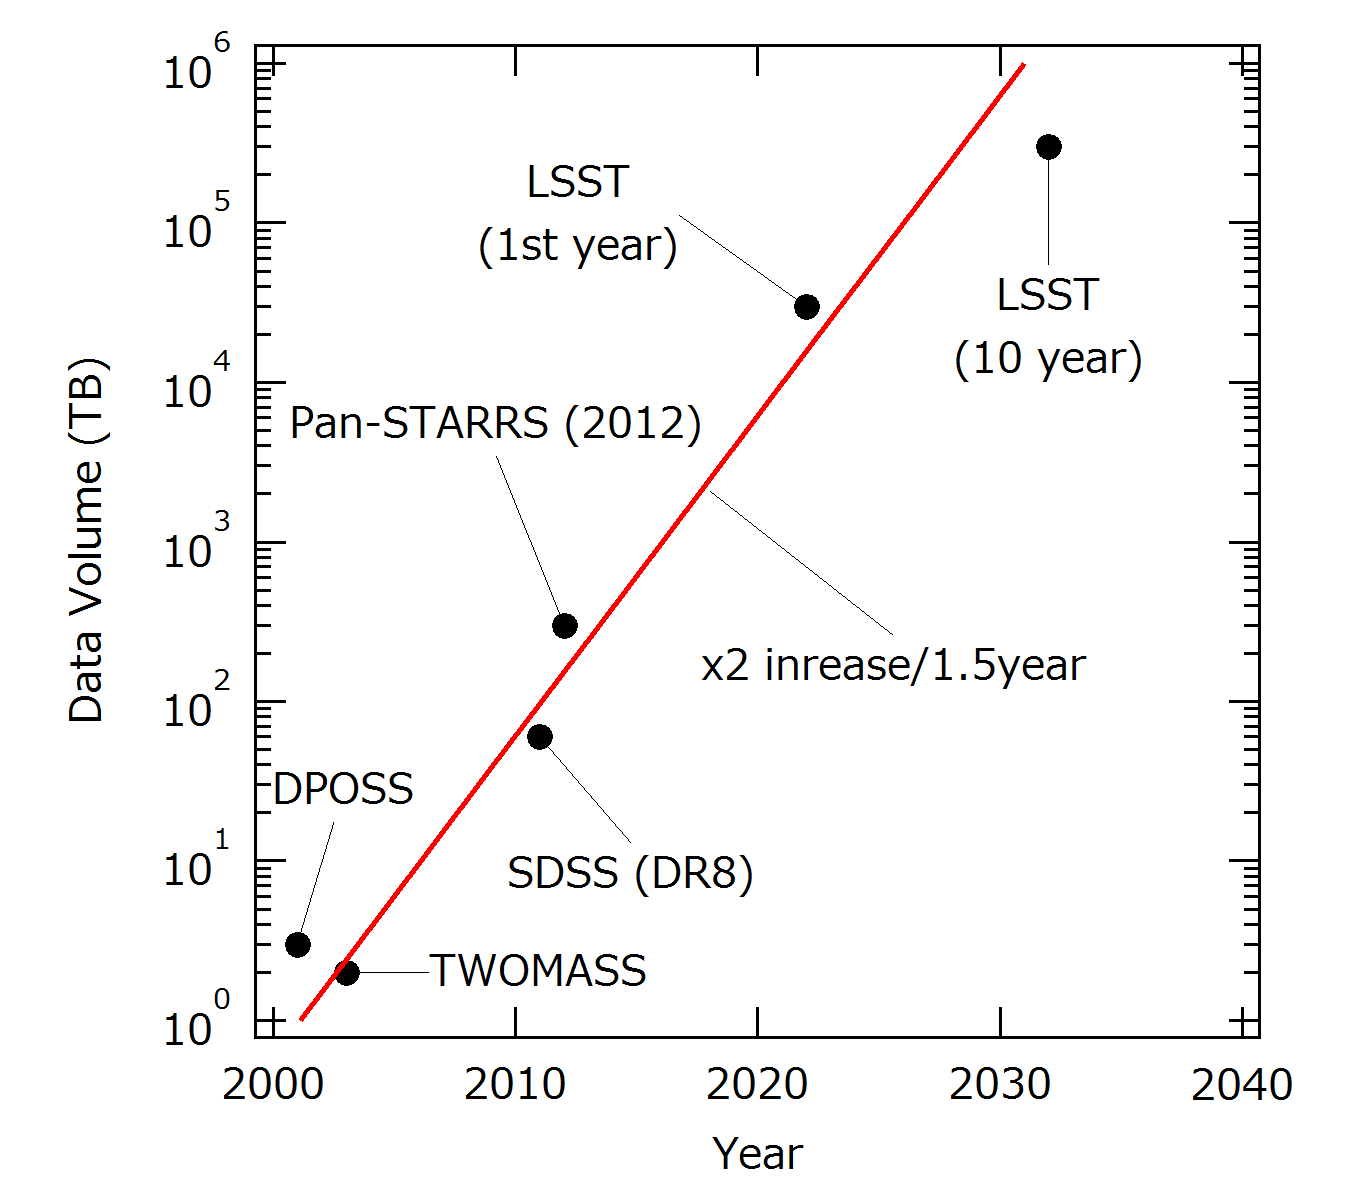 10^6
10^5
10^4
10^3
10^2
10^1
10^0
Data Volume (TB)
LSST
(1st year)
LSST
(10 year)
Pan-STARRS (2012)
x2 inrease/1.5year
DPOSS
SDSS (DR8)
TWOMASS
2000 2010 2020 2030 2040
Year